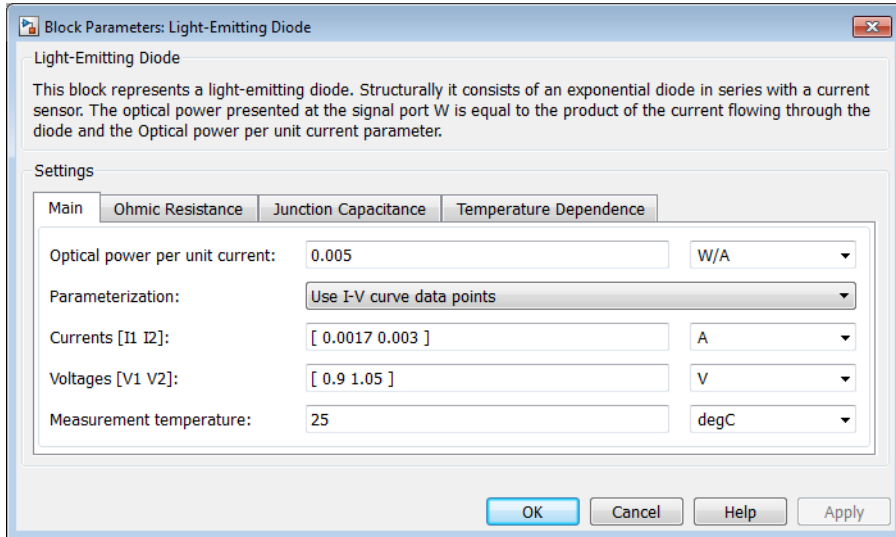 Block Parameters: Light-Emitting Diode
Light-Emitting Diode
This block represents a light-emitting diode. Structurally it consists of an exponential diode in series with a current
sensor. The optical power presented at the signal port W is equal to the product of the current flowing through the
diode and the Optical power per unit current parameter.
Settings
Main Ohmic Resistance Junction Capacitance Temperature Dependence
Optical power per unit current: 0.005 W/A
Parameterization: Use I-V curve data points
Currents [I1 I2]: [ 0.0017 0.003 ] A
Voltages [V1 V2]: [ 0.9 1.05 ] V
Measurement temperature: 25 degC
OK Cancel Help Apply